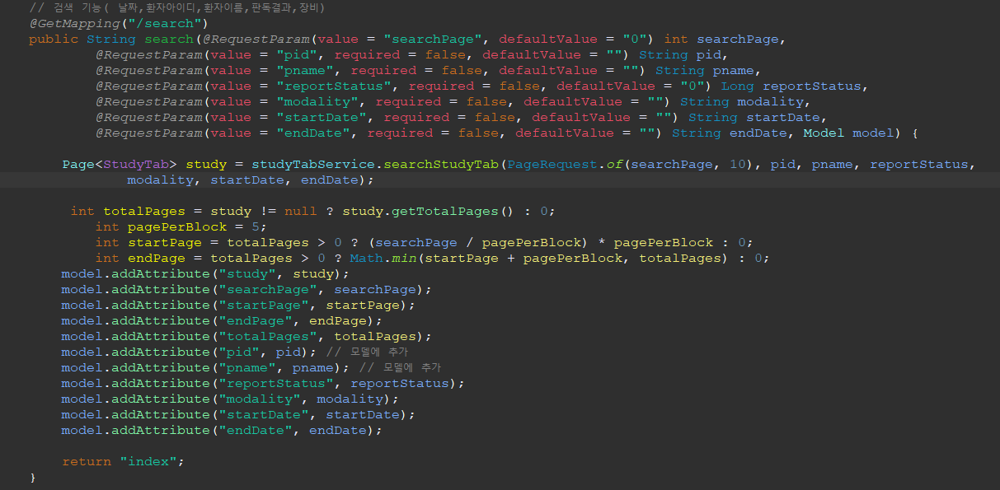 // 검색 기능( 날짜,환자아이디,환자이름,판독결과,장비)
@GetMapping("/search")
public String search(@RequestParam(value = "searchPage", defaultValue = "0") int searchPage,
@RequestParam(value = "pid", required = false, defaultValue = "") String pid,
@RequestParam(value = "pname", required = false, defaultValue = "") String pname,
@RequestParam(value = "reportStatus", required = false, defaultValue = "0") Long reportStatus,
@RequestParam(value = "modality", required = false, defaultValue = "") String modality,
@RequestParam(value = "startDate", required = false, defaultValue = "") String startDate,
@RequestParam(value = "endDate", required = false, defaultValue = "") String endDate, Model model) {
Page<StudyTab> study = studyTabService.searchStudyTab(PageRequest.of(searchPage, 10), pid, pname, reportStatus,
modality, startDate, endDate);
int totalPages = study != null ? study.getTotalPages() : 0;
int pagePerBlock = 5;
int startPage = totalPages > 0 ? (searchPage / pagePerBlock) * pagePerBlock : 0;
int endPage = totalPages > 0 ? Math.min(startPage + pagePerBlock, totalPages) : 0;
model.addAttribute("study", study);
model.addAttribute("searchPage", searchPage);
model.addAttribute("startPage", startPage);
model.addAttribute("endPage", endPage);
model.addAttribute("totalPages", totalPages);
model.addAttribute("pid", pid); // 모델에 추가
model.addAttribute("pname", pname); // 모델에 추가
model.addAttribute("reportStatus", reportStatus);
model.addAttribute("modality", modality);
model.addAttribute("startDate", startDate);
model.addAttribute("endDate", endDate);
return "index";
}